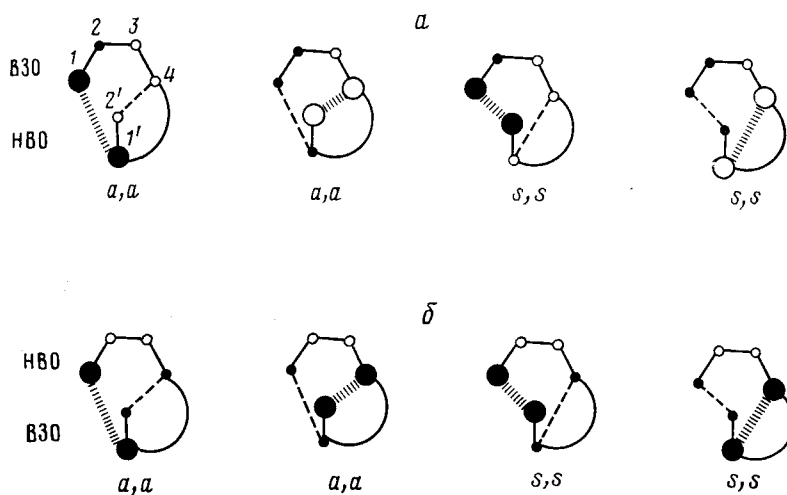 а
1 2 3 4
ВЗО
2'
НВО
1'
a,a a,a s,s s,s
б
НВО
ВЗО
a,a a,a s,s s,s